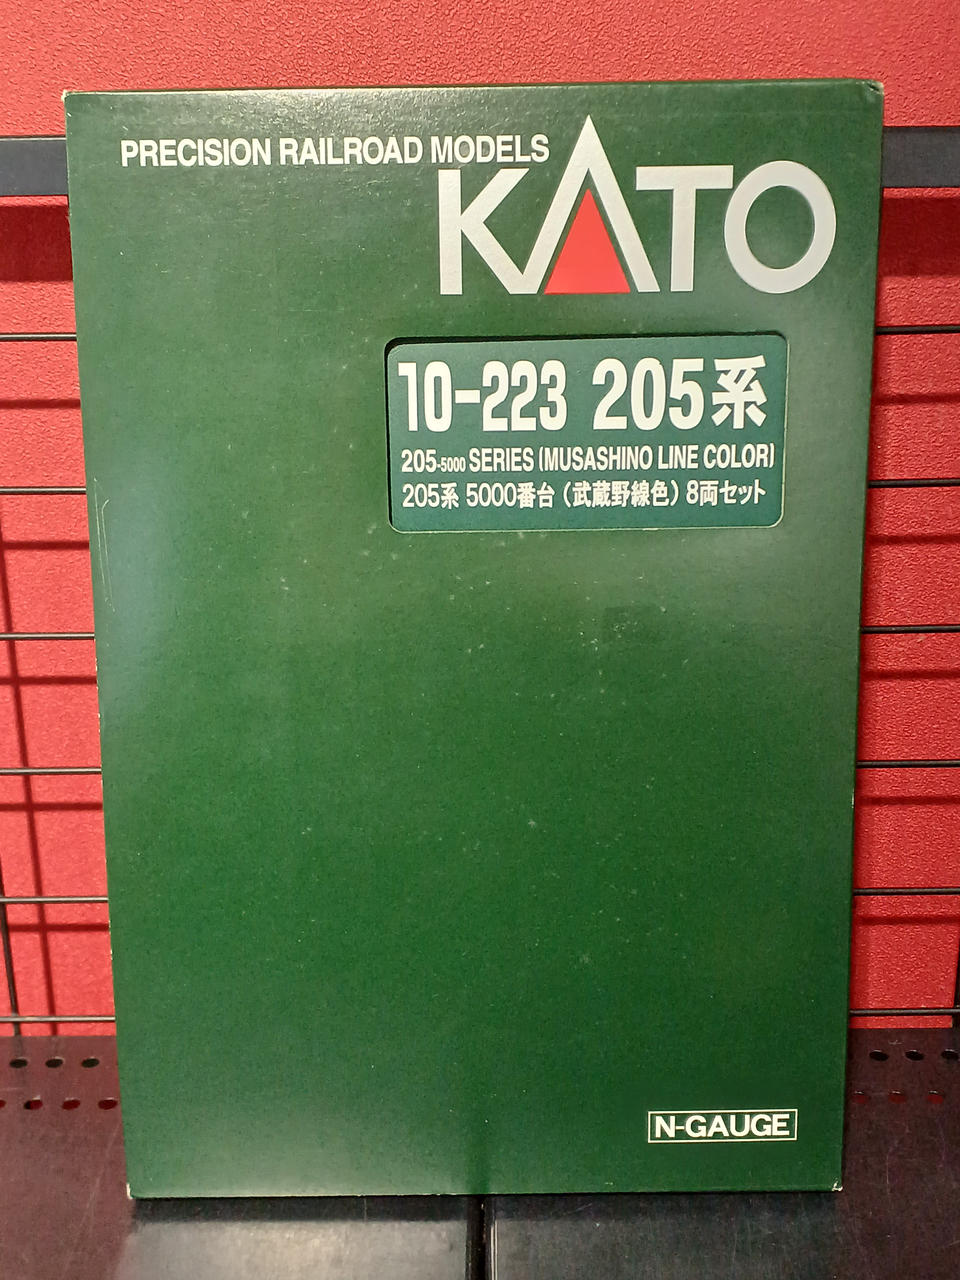 PRECISION RAILROAD MODELS
KATO
10-223 205系
205-5000 SERIES (MUSASHINO LINE COLOR)
205系 5000番台 (武蔵野線色) 8両セット
N-GAUGE